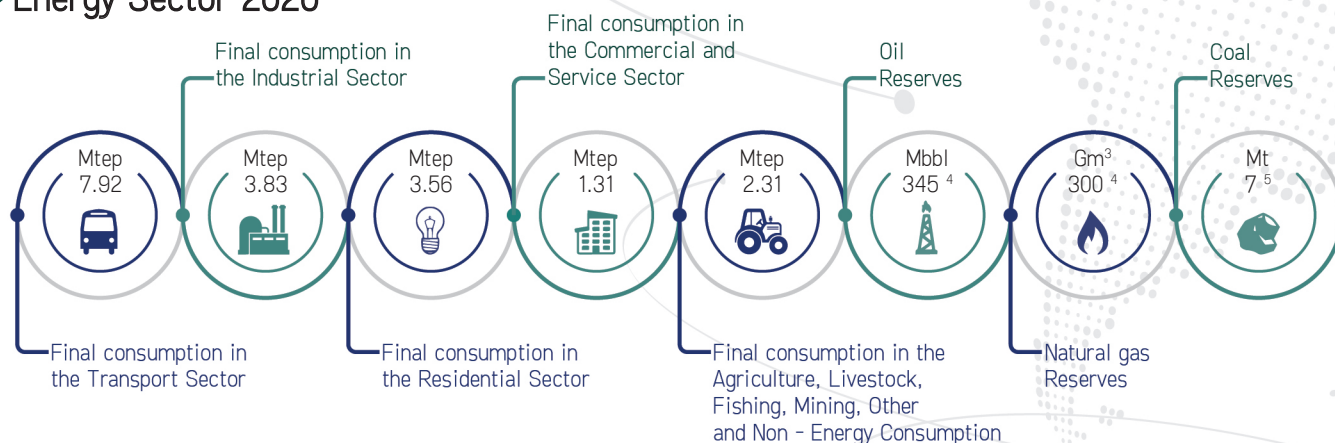 Energy Sector 2020
Final consumption in
the Industrial Sector
Final consumption in
the Commercial and
Service Sector
Oil
Reserves
Coal
Reserves
Mtep
7.92
Mtep
3.83
Mtep
3.56
Mtep
1.31
Mtep
2.31
Mbbl
345 4
Gm³
300 4
Mt
7 5
Final consumption in
the Transport Sector
Final consumption in
the Residential Sector
Final consumption in the
Agriculture, Livestock,
Fishing, Mining, Other
and Non - Energy Consumption
Natural gas
Reserves